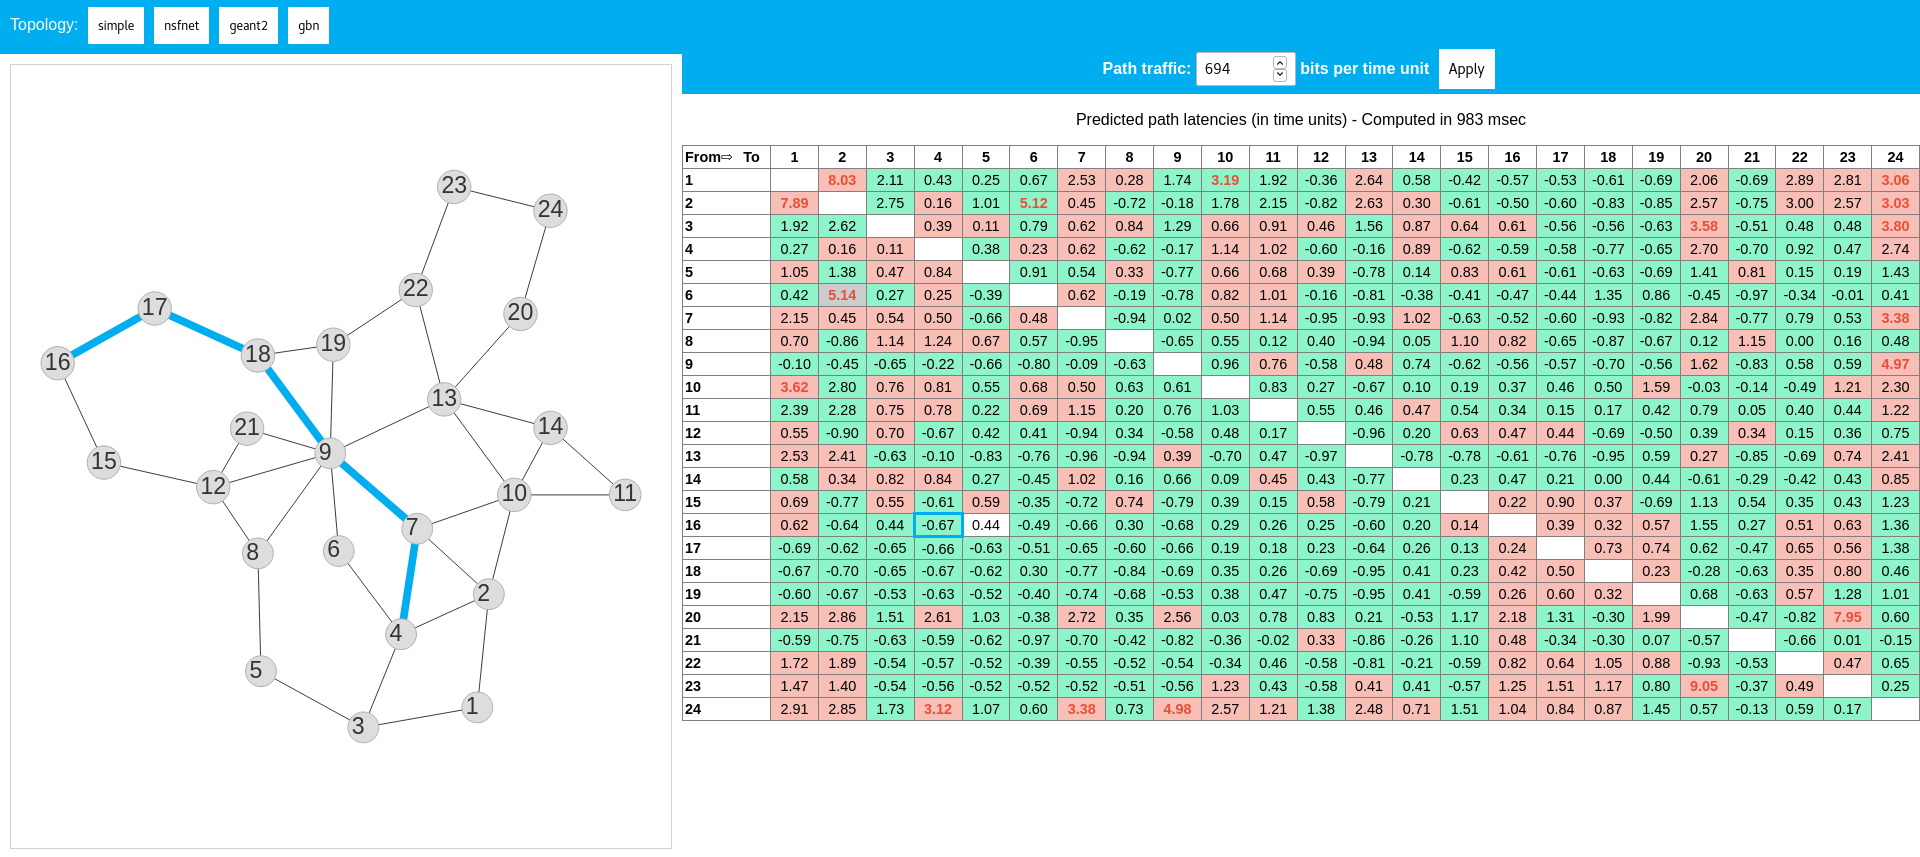 Topology: simple nsfnet geant2 gbn
Path traffic: 694 bits per time unit Apply
Predicted path latencies (in time units) - Computed in 983 msec
23
24
22
17
20
19
18
16
13
14
21
9
15
12
10
11
7
8
6
2
4
5
1
3
From⇨ To 1 2 3 4 5 6 7 8 9 10 11 12 13 14 15 16 17 18 19 20 21 22 23 24
1 8.03 2.11 0.43 0.25 0.67 2.53 0.28 1.74 3.19 1.92 -0.36 2.64 0.58 -0.42 -0.57 -0.53 -0.61 -0.69 2.06 -0.69 2.89 2.81 3.06
2 7.89 2.75 0.16 1.01 5.12 0.45 -0.72 -0.18 1.78 2.15 -0.82 2.63 0.30 -0.61 -0.50 -0.60 -0.83 -0.85 2.57 -0.75 3.00 2.57 3.03
3 1.92 2.62 0.39 0.11 0.79 0.62 0.84 1.29 0.66 0.91 0.46 1.56 0.87 0.64 0.61 -0.56 -0.56 -0.63 3.58 -0.51 0.48 0.48 3.80
4 0.27 0.16 0.11 0.38 0.23 0.62 -0.62 -0.17 1.14 1.02 -0.60 -0.16 0.89 -0.62 -0.59 -0.58 -0.77 -0.65 2.70 -0.70 0.92 0.47 2.74
5 1.05 1.38 0.47 0.84 0.91 0.54 0.33 -0.77 0.66 0.68 0.39 -0.78 0.14 0.83 0.61 -0.61 -0.63 -0.69 1.41 0.81 0.15 0.19 1.43
6 0.42 5.14 0.27 0.25 -0.39 0.62 -0.19 -0.78 0.82 1.01 -0.16 -0.81 -0.38 -0.41 -0.47 -0.44 1.35 0.86 -0.45 -0.97 -0.34 -0.01 0.41
7 2.15 0.45 0.54 0.50 -0.66 0.48 -0.94 0.02 0.50 1.14 -0.95 -0.93 1.02 -0.63 -0.52 -0.60 -0.93 -0.82 2.84 -0.77 0.79 0.53 3.38
8 0.70 -0.86 1.14 1.24 0.67 0.57 -0.95 -0.65 0.55 0.12 0.40 -0.94 0.05 1.10 0.82 -0.65 -0.87 -0.67 0.12 1.15 0.00 0.16 0.48
9 -0.10 -0.45 -0.65 -0.22 -0.66 -0.80 -0.09 -0.63 0.96 0.76 -0.58 0.48 0.74 -0.62 -0.56 -0.57 -0.70 -0.56 1.62 -0.83 0.58 0.59 4.97
10 3.62 2.80 0.76 0.81 0.55 0.68 0.50 0.63 0.61 0.83 0.27 -0.67 0.10 0.19 0.37 0.46 0.50 1.59 -0.03 -0.14 -0.49 1.21 2.30
11 2.39 2.28 0.75 0.78 0.22 0.69 1.15 0.20 0.76 1.03 0.55 0.46 0.47 0.54 0.34 0.15 0.17 0.42 0.79 0.05 0.40 0.44 1.22
12 0.55 -0.90 0.70 -0.67 0.42 0.41 -0.94 0.34 -0.58 0.48 0.17 -0.96 0.20 0.63 0.47 0.44 -0.69 -0.50 0.39 0.34 0.15 0.36 0.75
13 2.53 2.41 -0.63 -0.10 -0.83 -0.76 -0.96 -0.94 0.39 -0.70 0.47 -0.97 -0.78 -0.78 -0.61 -0.76 -0.95 0.59 0.27 -0.85 -0.69 0.74 2.41
14 0.58 0.34 0.82 0.84 0.27 -0.45 1.02 0.16 0.66 0.09 0.45 0.43 -0.77 0.23 0.47 0.21 0.00 0.44 -0.61 -0.29 -0.42 0.43 0.85
15 0.69 -0.77 0.55 -0.61 0.59 -0.35 -0.72 0.74 -0.79 0.39 0.15 0.58 -0.79 0.21 0.22 0.90 0.37 -0.69 1.13 0.54 0.35 0.43 1.23
16 0.62 -0.64 0.44 -0.67 0.44 -0.49 -0.66 0.30 -0.68 0.29 0.26 0.25 -0.60 0.20 0.14 0.39 0.32 0.57 1.55 0.27 0.51 0.63 1.36
17 -0.69 -0.62 -0.65 -0.66 -0.63 -0.51 -0.65 -0.60 -0.66 0.19 0.18 0.23 -0.64 0.26 0.13 0.24 0.73 0.74 0.62 -0.47 0.65 0.56 1.38
18 -0.67 -0.70 -0.65 -0.67 -0.62 0.30 -0.77 -0.84 -0.69 0.35 0.26 -0.69 -0.95 0.41 0.23 0.42 0.50 0.23 -0.28 -0.63 0.35 0.80 0.46
19 -0.60 -0.67 -0.53 -0.63 -0.52 -0.40 -0.74 -0.68 -0.53 0.38 0.47 -0.75 -0.95 0.41 -0.59 0.26 0.60 0.32 0.68 -0.63 0.57 1.28 1.01
20 2.15 2.86 1.51 2.61 1.03 -0.38 2.72 0.35 2.56 0.03 0.78 0.83 0.21 -0.53 1.17 2.18 1.31 -0.30 1.99 -0.47 -0.82 7.95 0.60
21 -0.59 -0.75 -0.63 -0.59 -0.62 -0.97 -0.70 -0.42 -0.82 -0.36 -0.02 0.33 -0.86 -0.26 1.10 0.48 -0.34 -0.30 0.07 -0.57 -0.66 0.01 -0.15
22 1.72 1.89 -0.54 -0.57 -0.52 -0.39 -0.55 -0.52 -0.54 -0.34 0.46 -0.58 -0.81 -0.21 -0.59 0.82 0.64 1.05 0.88 -0.93 -0.53 0.47 0.65
23 1.47 1.40 -0.54 -0.56 -0.52 -0.52 -0.52 -0.51 -0.56 1.23 0.43 -0.58 0.41 0.41 -0.57 1.25 1.51 1.17 0.80 9.05 -0.37 0.49 0.25
24 2.91 2.85 1.73 3.12 1.07 0.60 3.38 0.73 4.98 2.57 1.21 1.38 2.48 0.71 1.51 1.04 0.84 0.87 1.45 0.57 -0.13 0.59 0.17